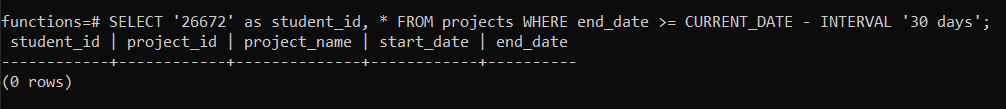 functions=# SELECT '26672' as student_id, * FROM projects WHERE end_date >= CURRENT_DATE - INTERVAL '30 days';
 student_id | project_id | project_name | start_date | end_date
------------+------------+--------------+------------+----------
(0 rows)